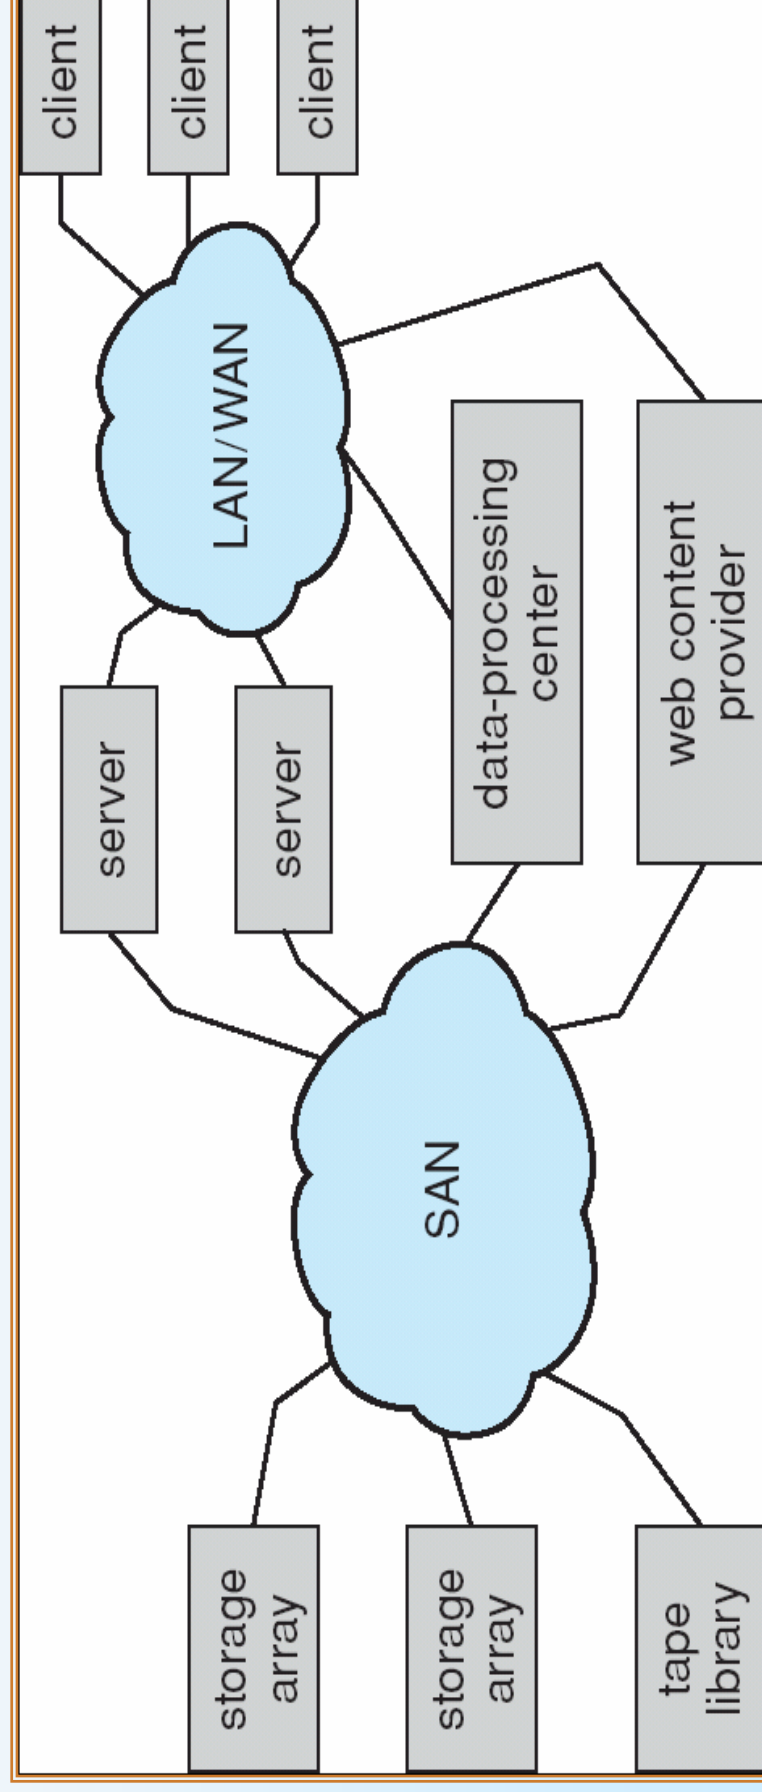 client
client
client
LAN/WAN
server
server
data-processing
center
web content
provider
SAN
storage
array
storage
array
tape
library